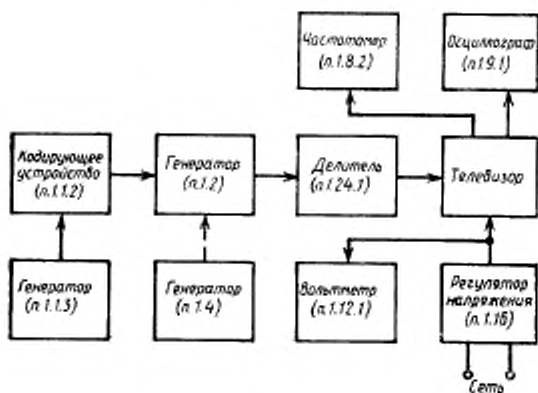 Частотомер
(п.1.8.2)
Осциллограф
(п.1.9.1)
Кодирующее
устройство
(п.1.1.2)
Генератор
(п.1.2)
Делитель
(п.1.24.1)
Телевизор
Генератор
(п.1.1.3)
Генератор
(п.1.4)
Вольтметр
(п.1.12.1)
Регулятор
напряжения
(п.1.16)
Сеть